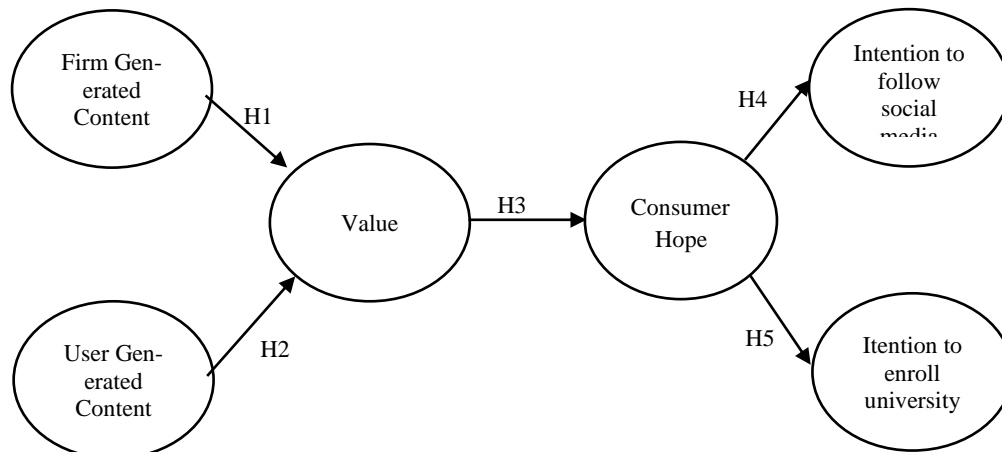 Firm Gen-
erated
Content
H1
Value
H2
User Gen-
erated
Content
H3
Consumer
Hope
H4
Intention to
follow
social
media
H5
Itention to
enroll
university